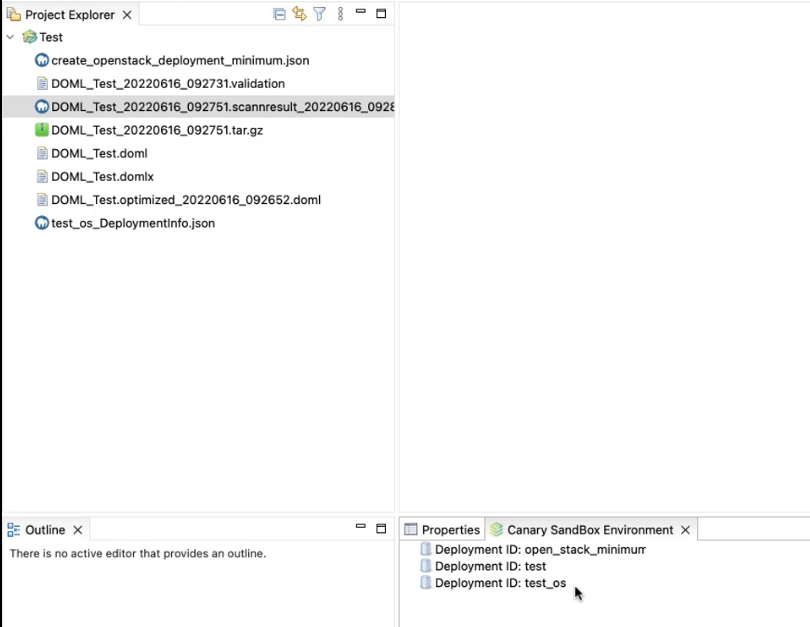 Project Explorer
Test
create_openstack_deployment_minimum.json
DOML_Test_20220616_092731.validation
DOML_Test_20220616_092751.scannresult_20220616_0928
DOML_Test_20220616_092751.tar.gz
DOML_Test.doml
DOML_Test.domlx
DOML_Test.optimized_20220616_092652.doml
test_os_DeploymentInfo.json
Outline
There is no active editor that provides an outline.
Properties
Canary SandBox Environment
Deployment ID: open_stack_minimum
Deployment ID: test
Deployment ID: test_os